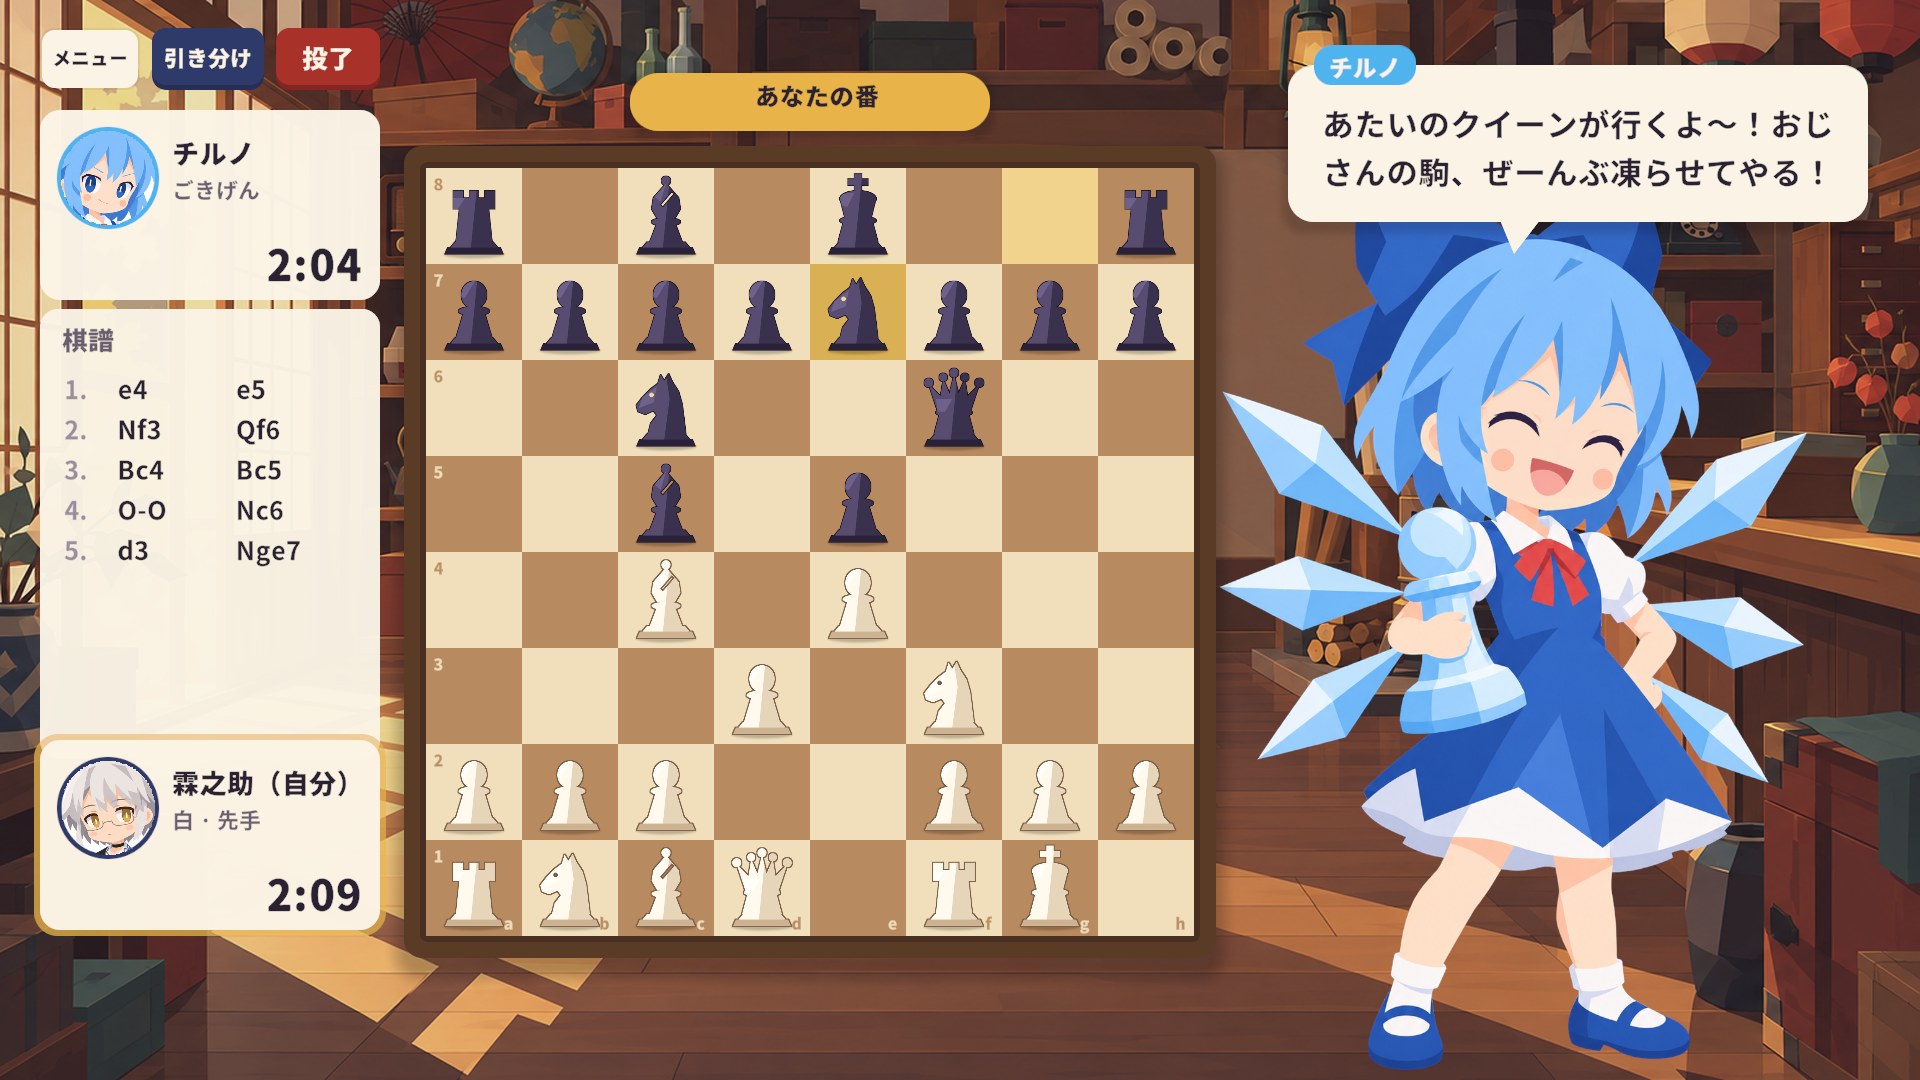 メニュー
引き分け
投了
チルノ
ごきげん
2:04
棋譜
1. e4 e5
2. Nf3 Qf6
3. Bc4 Bc5
4. O-O Nc6
5. d3 Nge7
霖之助（自分）
白・先手
2:09
あなたの番
8
7
6
5
4
3
2
1
a b c d e f g h
チルノ
あたいのクイーンが行くよ～！おじ
さんの駒、ぜーんぶ凍らせてやる！